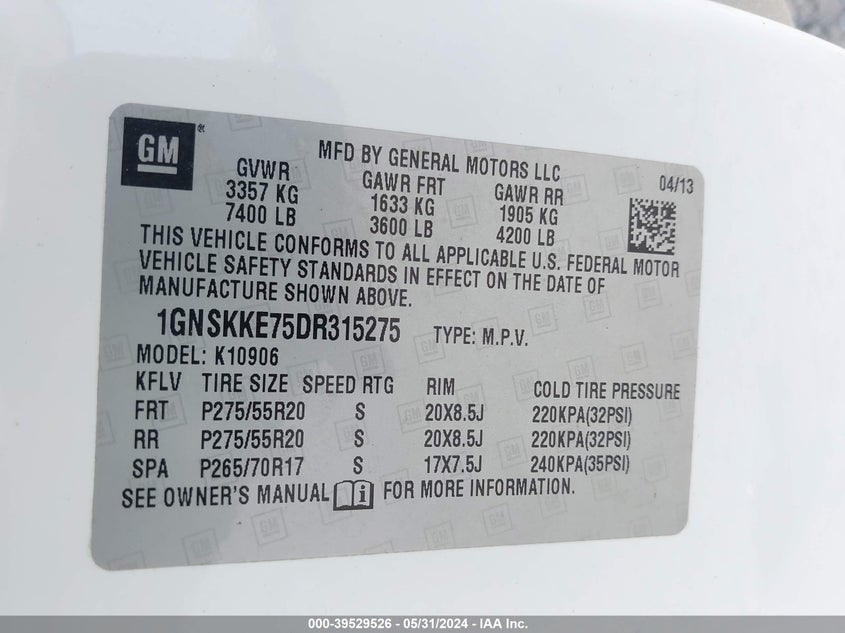 GM
MFD BY GENERAL MOTORS LLC
04/13
GVWR GAWR FRT GAWR RR
3357 KG 1633 KG 1905 KG
7400 LB 3600 LB 4200 LB
THIS VEHICLE CONFORMS TO ALL APPLICABLE U.S. FEDERAL MOTOR
VEHICLE SAFETY STANDARDS IN EFFECT ON THE DATE OF
MANUFACTURE SHOWN ABOVE.
1GNSKKE75DR315275 TYPE: M.P.V.
MODEL: K10906
KFLV TIRE SIZE SPEED RTG RIM COLD TIRE PRESSURE
FRT P275/55R20 S 20X8.5J 220KPA(32PSI)
RR P275/55R20 S 20X8.5J 220KPA(32PSI)
SPA P265/70R17 S 17X7.5J 240KPA(35PSI)
SEE OWNER'S MANUAL FOR MORE INFORMATION.
000-39529526 - 05/31/2024 - IAA Inc.